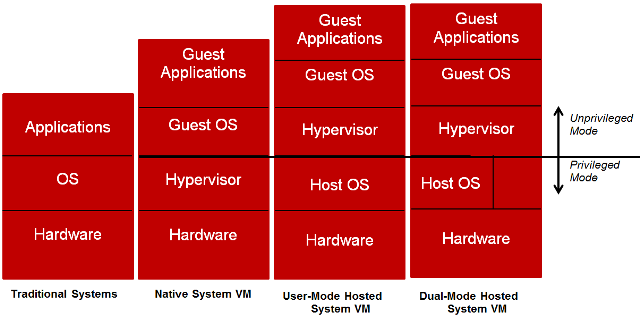 Applications
OS
Hardware
Traditional Systems
Guest
Applications
Guest OS
Hypervisor
Hardware
Native System VM
Guest
Applications
Guest OS
Hypervisor
Host OS
Hardware
User-Mode Hosted
System VM
Guest
Applications
Guest OS
Hypervisor
Host OS
Hardware
Dual-Mode Hosted
System VM
Unprivileged
Mode
Privileged
Mode